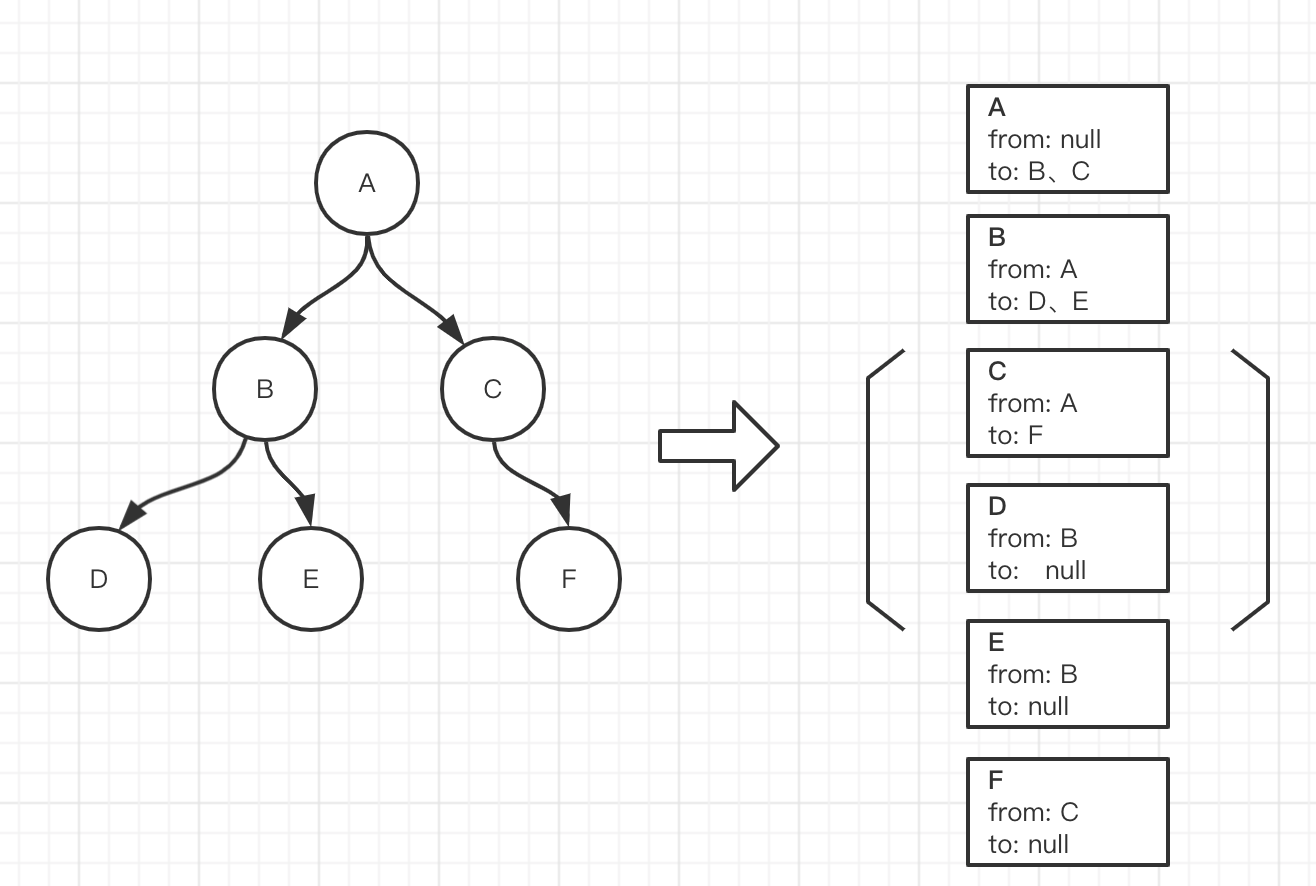 A
B
C
D
E
F
A
from: null
to: B、C
B
from: A
to: D、E
C
from: A
to: F
D
from: B
to: null
E
from: B
to: null
F
from: C
to: null